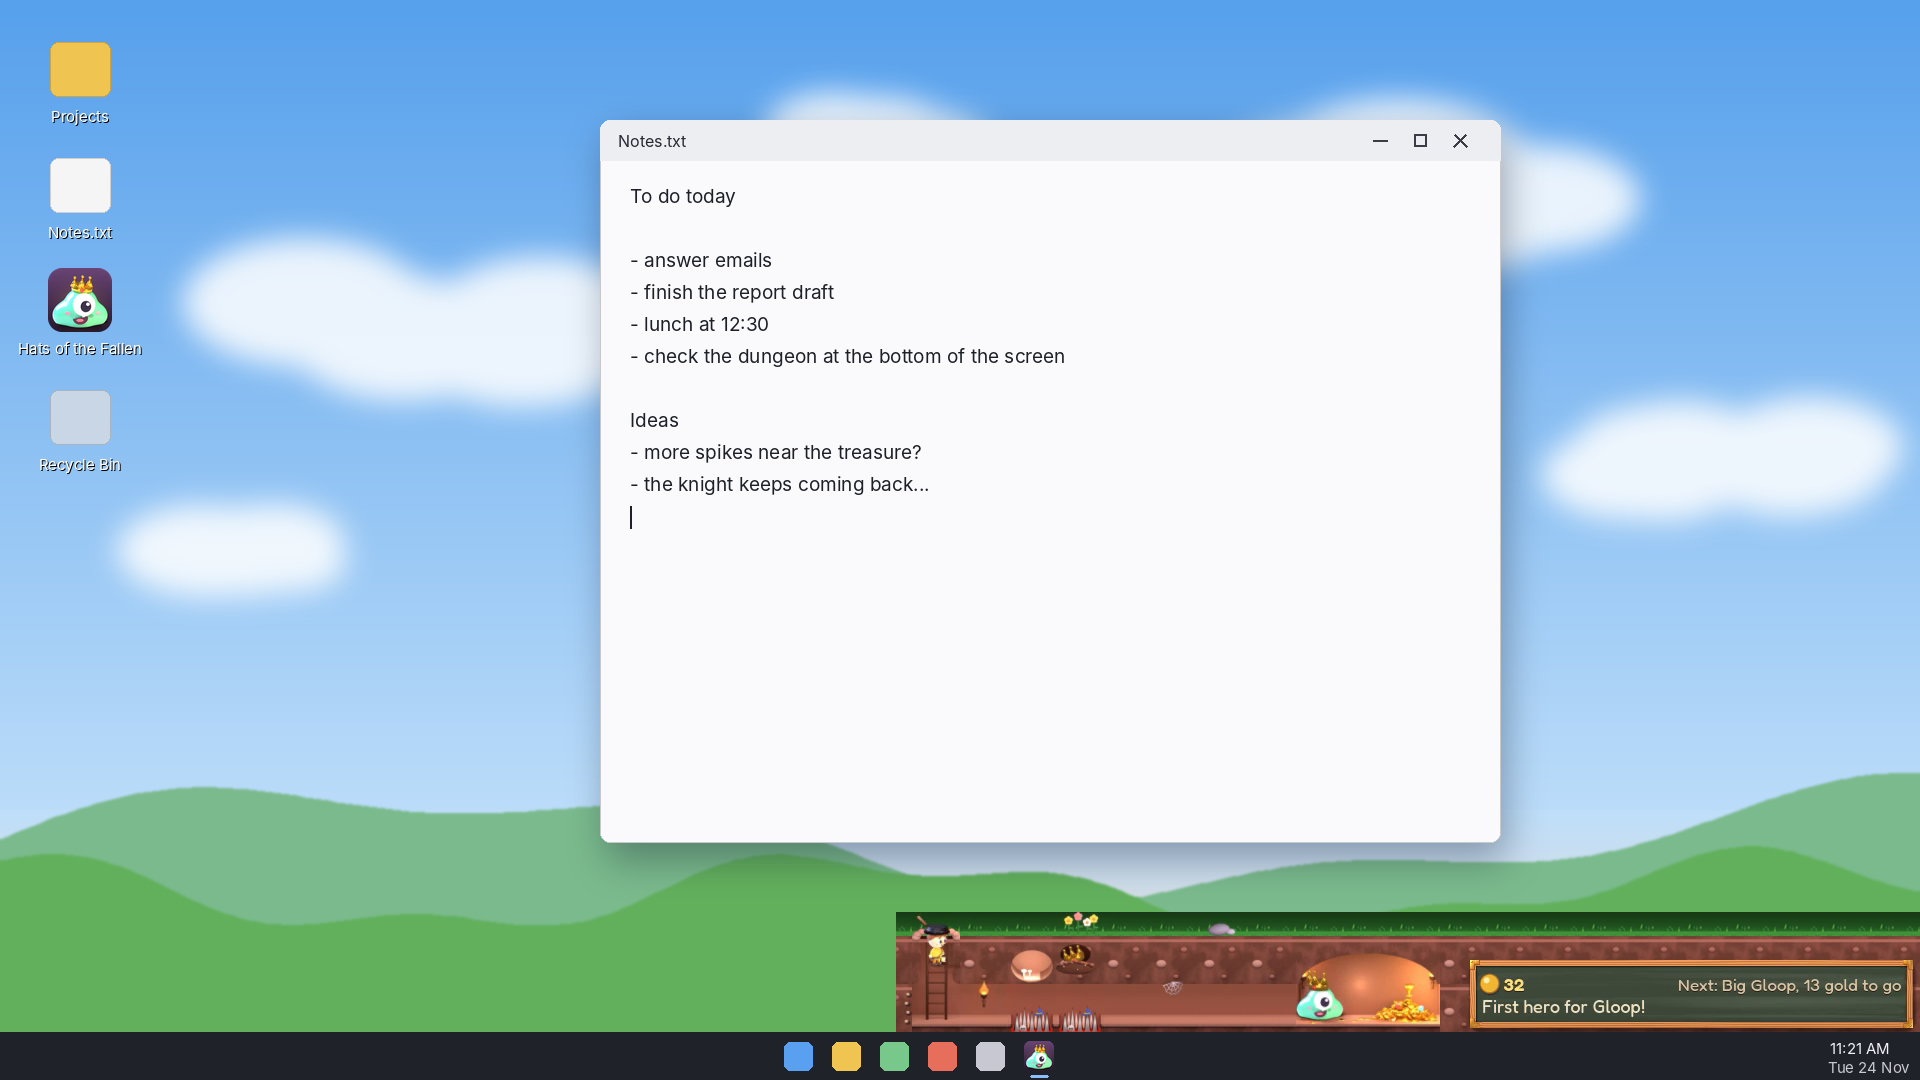 Projects
Notes.txt
Hats of the Fallen
Recycle Bin
Notes.txt
To do today
- answer emails
- finish the report draft
- lunch at 12:30
- check the dungeon at the bottom of the screen
Ideas
- more spikes near the treasure?
- the knight keeps coming back...
32
Next: Big Gloop, 13 gold to go
First hero for Gloop!
11:21 AM
Tue 24 Nov